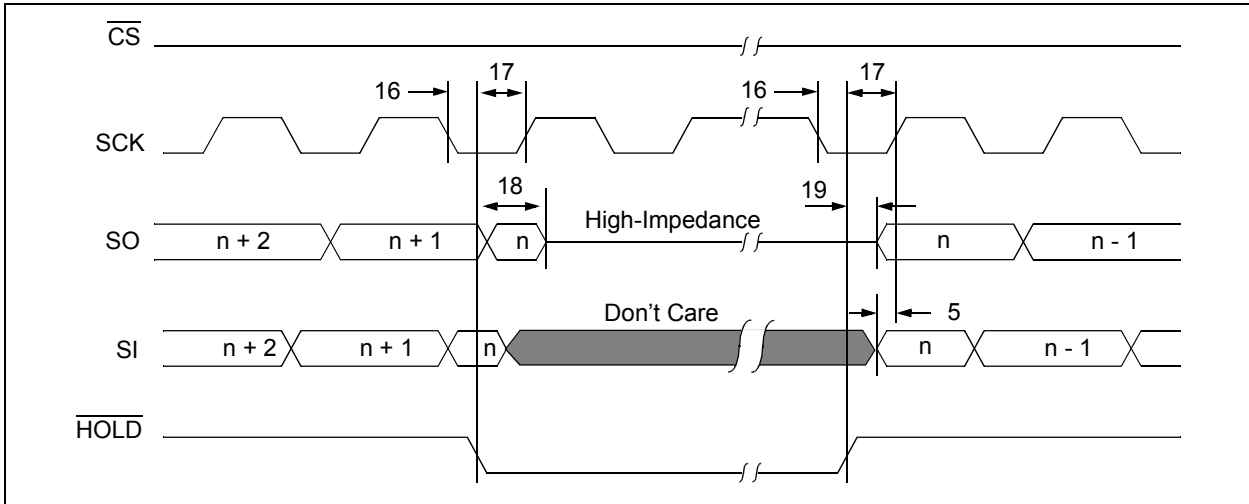 CS
16 17 16 17
SCK
18 19
High-Impedance
SO n + 2 n + 1 n n n - 1
Don't Care 5
SI n + 2 n + 1 n n n - 1
HOLD